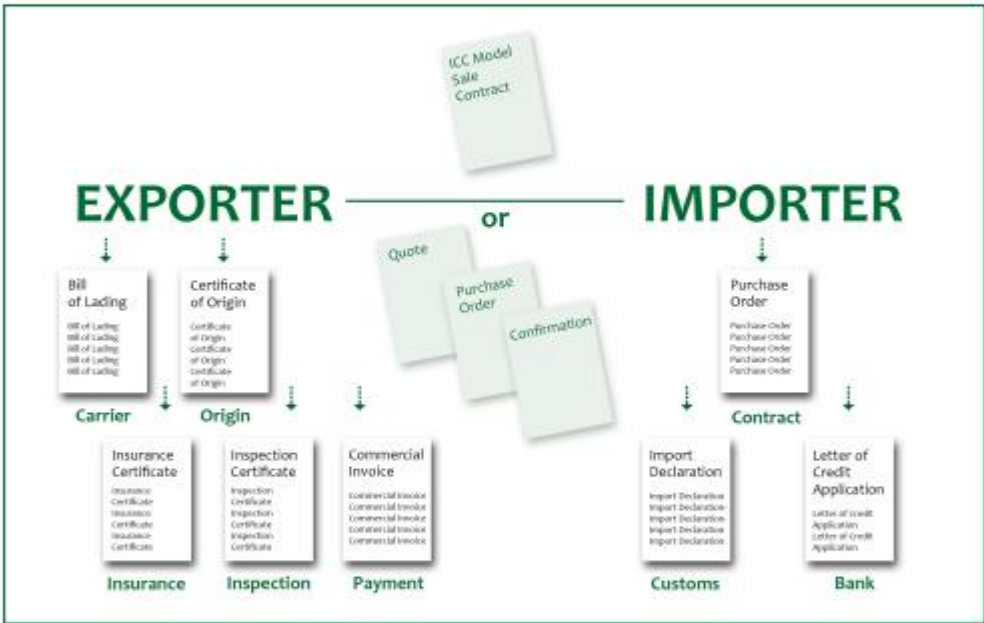 ICC Model
Sale
Contract
EXPORTER
or
IMPORTER
Quote
Purchase
Order
Confirmation
Bill
of Lading
Bill of Lading
Bill of Lading
Bill of Lading
Bill of Lading
Bill of Lading
Carrier
Certificate
of Origin
Certificate
of Origin
Certificate
of Origin
Certificate
of Origin
Origin
Purchase
Order
Purchase Order
Purchase Order
Purchase Order
Purchase Order
Purchase Order
Contract
Insurance
Certificate
Insurance
Certificate
Insurance
Certificate
Insurance
Certificate
Insurance
Inspection
Certificate
Inspection
Certificate
Inspection
Certificate
Inspection
Certificate
Inspection
Commercial
Invoice
Commercial Invoice
Commercial Invoice
Commercial Invoice
Commercial Invoice
Commercial Invoice
Payment
Import
Declaration
Import Declaration
Import Declaration
Import Declaration
Import Declaration
Import Declaration
Customs
Letter of
Credit
Application
Letter of Credit
Application
Letter of Credit
Application
Bank